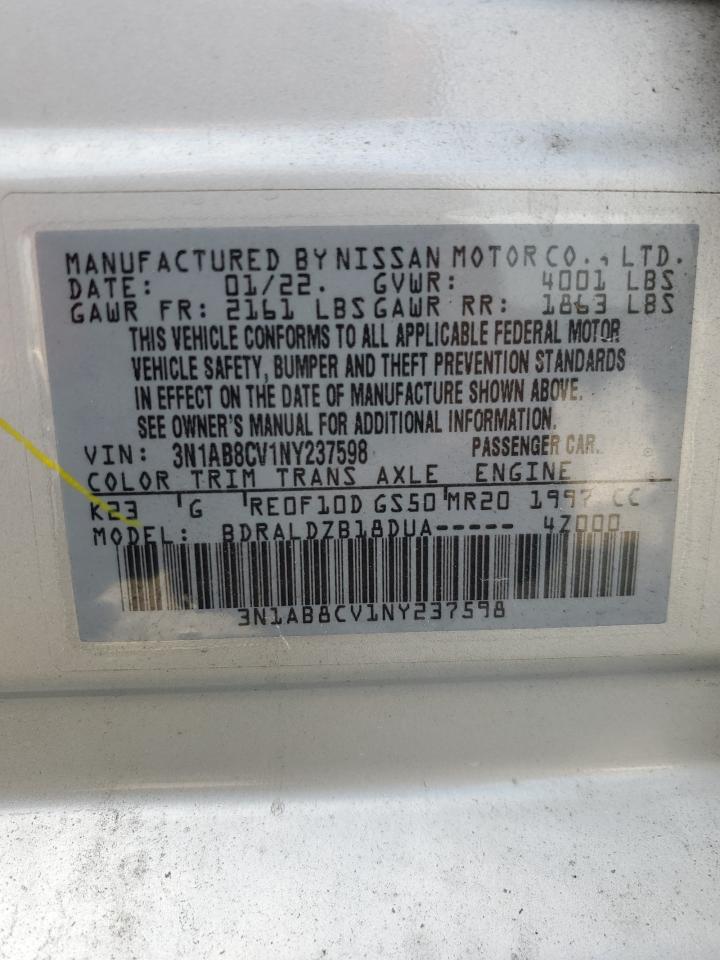 MANUFACTURED BY NISSAN MOTOR CO., LTD.
DATE: 01/22. GVWR: 4001 LBS
GAWR FR: 2161 LBS GAWR RR: 1863 LBS
THIS VEHICLE CONFORMS TO ALL APPLICABLE FEDERAL MOTOR
VEHICLE SAFETY, BUMPER AND THEFT PREVENTION STANDARDS
IN EFFECT ON THE DATE OF MANUFACTURE SHOWN ABOVE.
SEE OWNER'S MANUAL FOR ADDITIONAL INFORMATION.
VIN: 3N1AB8CV1NY237598 PASSENGER CAR.
COLOR TRIM TRANS AXLE ENGINE
K23 G RE0F10D GS50 MR20 1997 CC
MODEL: BDRALDZB18DUA----- 4Z000
3N1AB8CV1NY237598